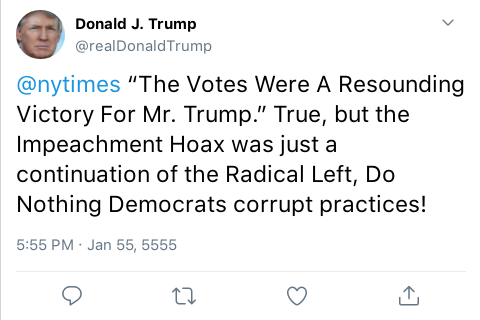 Donald J. Trump
@realDonaldTrump
@nytimes “The Votes Were A Resounding
Victory For Mr. Trump.” True, but the
Impeachment Hoax was just a
continuation of the Radical Left, Do
Nothing Democrats corrupt practices!
5:55 PM · Jan 55, 5555